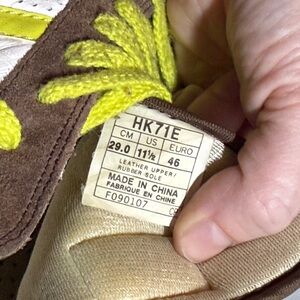 HK71E
CM US EURO
29.0 11½ 46
LEATHER UPPER/
RUBBER SOLE
MADE IN CHINA
FABRIQUE EN CHINE
F090107